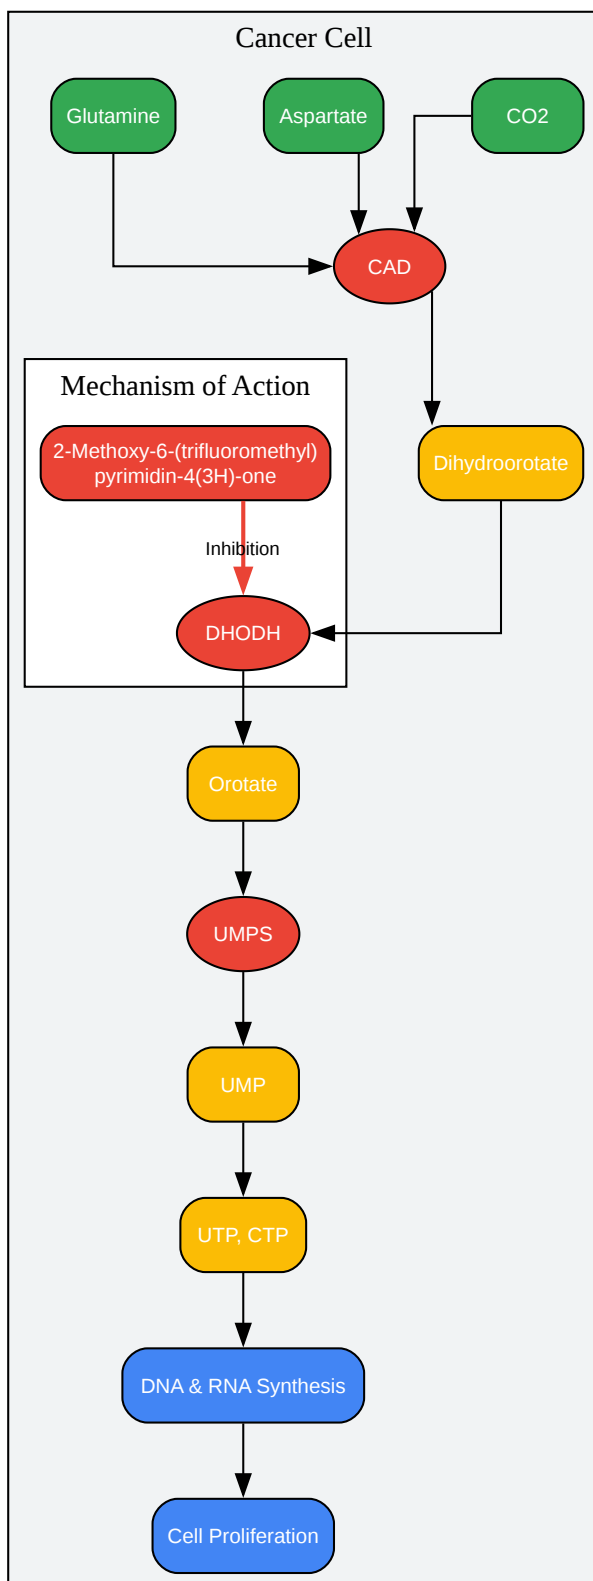 Cancer Cell
Glutamine
Aspartate
CO2
CAD
Mechanism of Action
2-Methoxy-6-(trifluoromethyl)
pyrimidin-4(3H)-one
Dihydroorotate
Inhibition
DHODH
Orotate
UMPS
UMP
UTP, CTP
DNA & RNA Synthesis
Cell Proliferation